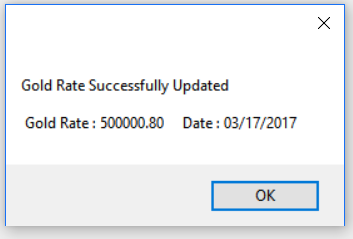 Gold Rate Successfully Updated
Gold Rate : 500000.80 Date : 03/17/2017
OK